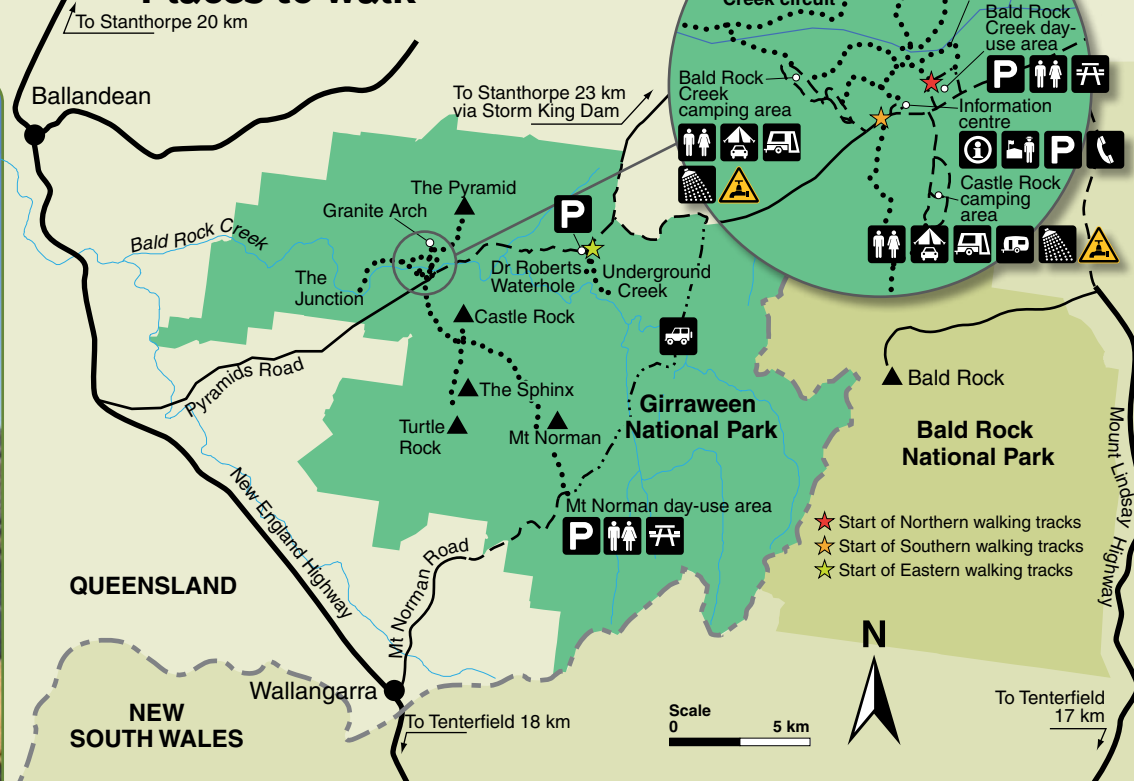 Places to walk
To Stanthorpe 20 km
Ballandean
To Stanthorpe 23 km
via Storm King Dam
Creek circuit
Bald Rock
Creek day-
use area
P
Bald Rock
Creek
camping area
Information
centre
i
P
Castle Rock
camping
area
The Pyramid
Granite Arch
P
Bald Rock Creek
The
Junction
Dr Roberts
Waterhole
Underground
Creek
Castle Rock
Pyramids Road
The Sphinx
Turtle
Rock
Mt Norman
Girraween
National Park
Bald Rock
Bald Rock
National Park
Mount Lindsay Highway
New England Highway
Mt Norman day-use area
P
Mt Norman Road
Start of Northern walking tracks
Start of Southern walking tracks
Start of Eastern walking tracks
QUEENSLAND
N
Wallangarra
NEW
SOUTH WALES
To Tenterfield 18 km
Scale
0 5 km
To Tenterfield
17 km